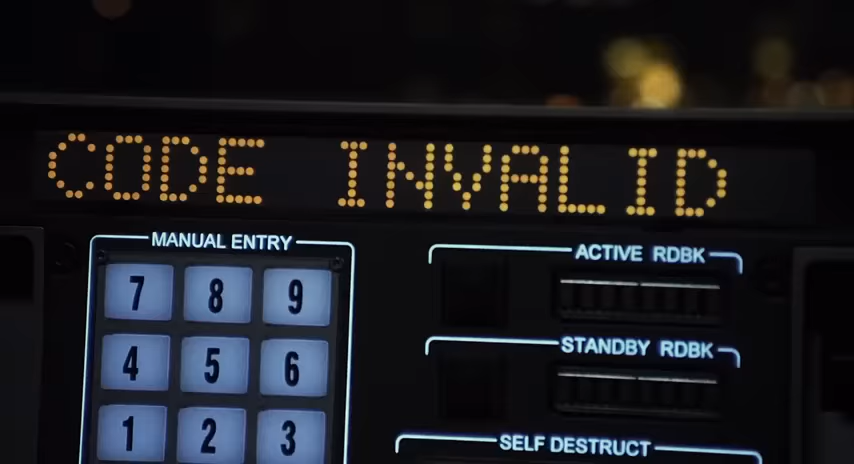 CODE INVALID
MANUAL ENTRY
7 8 9
4 5 6
1 2 3
ACTIVE RDBK
STANDBY RDBK
SELF DESTRUCT